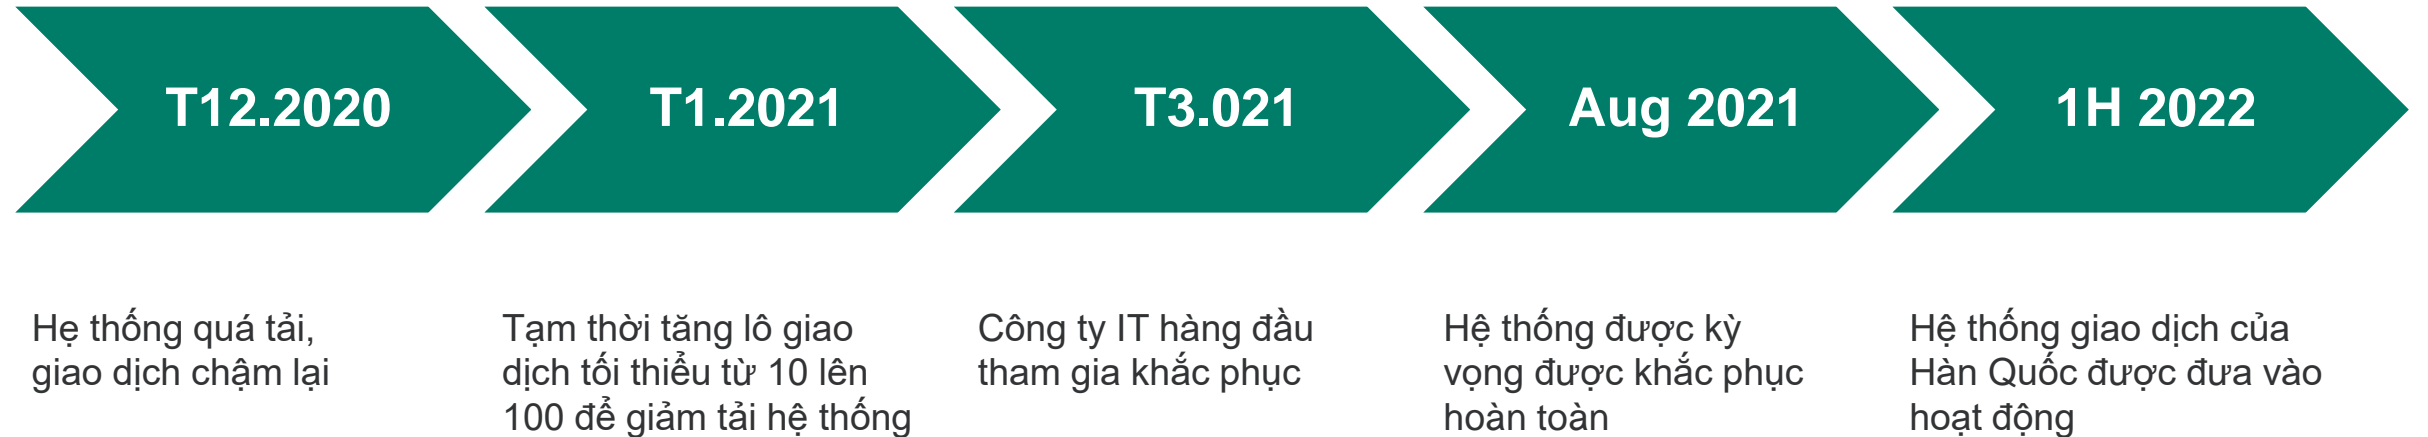 T12.2020
T1.2021
T3.021
Aug 2021
1H 2022
Hẹ thống quá tải,
giao dịch chậm lại
Tạm thời tăng lô giao
dịch tối thiểu từ 10 lên
100 để giảm tải hệ thống
Công ty IT hàng đầu
tham gia khắc phục
Hệ thống được kỳ
vọng được khắc phục
hoàn toàn
Hệ thống giao dịch của
Hàn Quốc được đưa vào
hoạt động